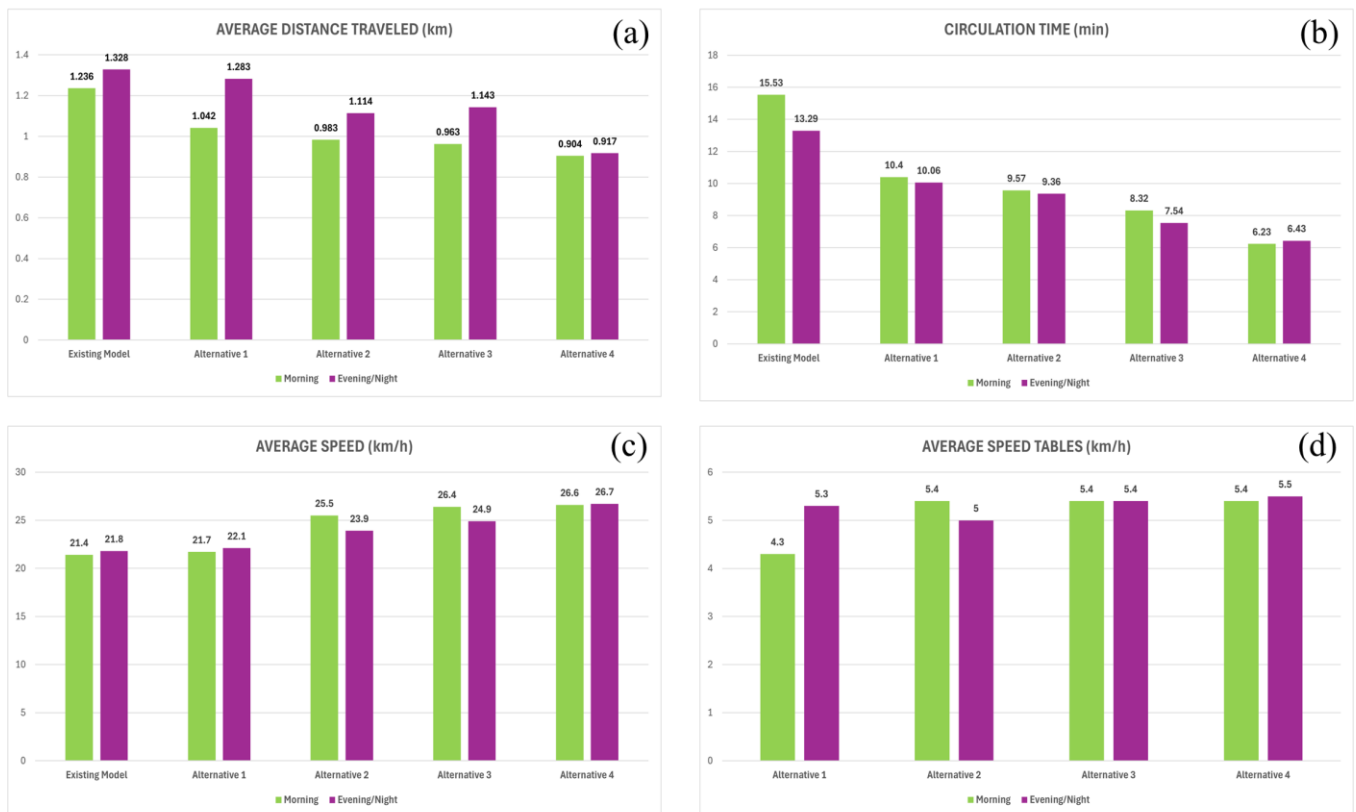 AVERAGE DISTANCE TRAVELED (km)
(a)
1.4
1.2
1
0.8
0.6
0.4
0.2
0
1.236
1.328
1.042
1.283
0.983
1.114
0.963
1.143
0.904
0.917
Existing Model
Alternative 1
Alternative 2
Alternative 3
Alternative 4
Morning
Evening/Night
CIRCULATION TIME (min)
(b)
18
16
14
12
10
8
6
4
2
0
15.53
13.29
10.4
10.06
9.57
9.36
8.32
7.54
6.23
6.43
Existing Model
Alternative 1
Alternative 2
Alternative 3
Alternative 4
Morning
Evening/Night
AVERAGE SPEED (km/h)
(c)
30
25
20
15
10
5
0
21.4
21.8
21.7
22.1
25.5
23.9
26.4
24.9
26.6
26.7
Existing Model
Alternative 1
Alternative 2
Alternative 3
Alternative 4
Morning
Evening/Night
AVERAGE SPEED TABLES (km/h)
(d)
6
5
4
3
2
1
0
4.3
5.3
5.4
5
5.4
5.4
5.4
5.5
Alternative 1
Alternative 2
Alternative 3
Alternative 4
Morning
Evening/Night